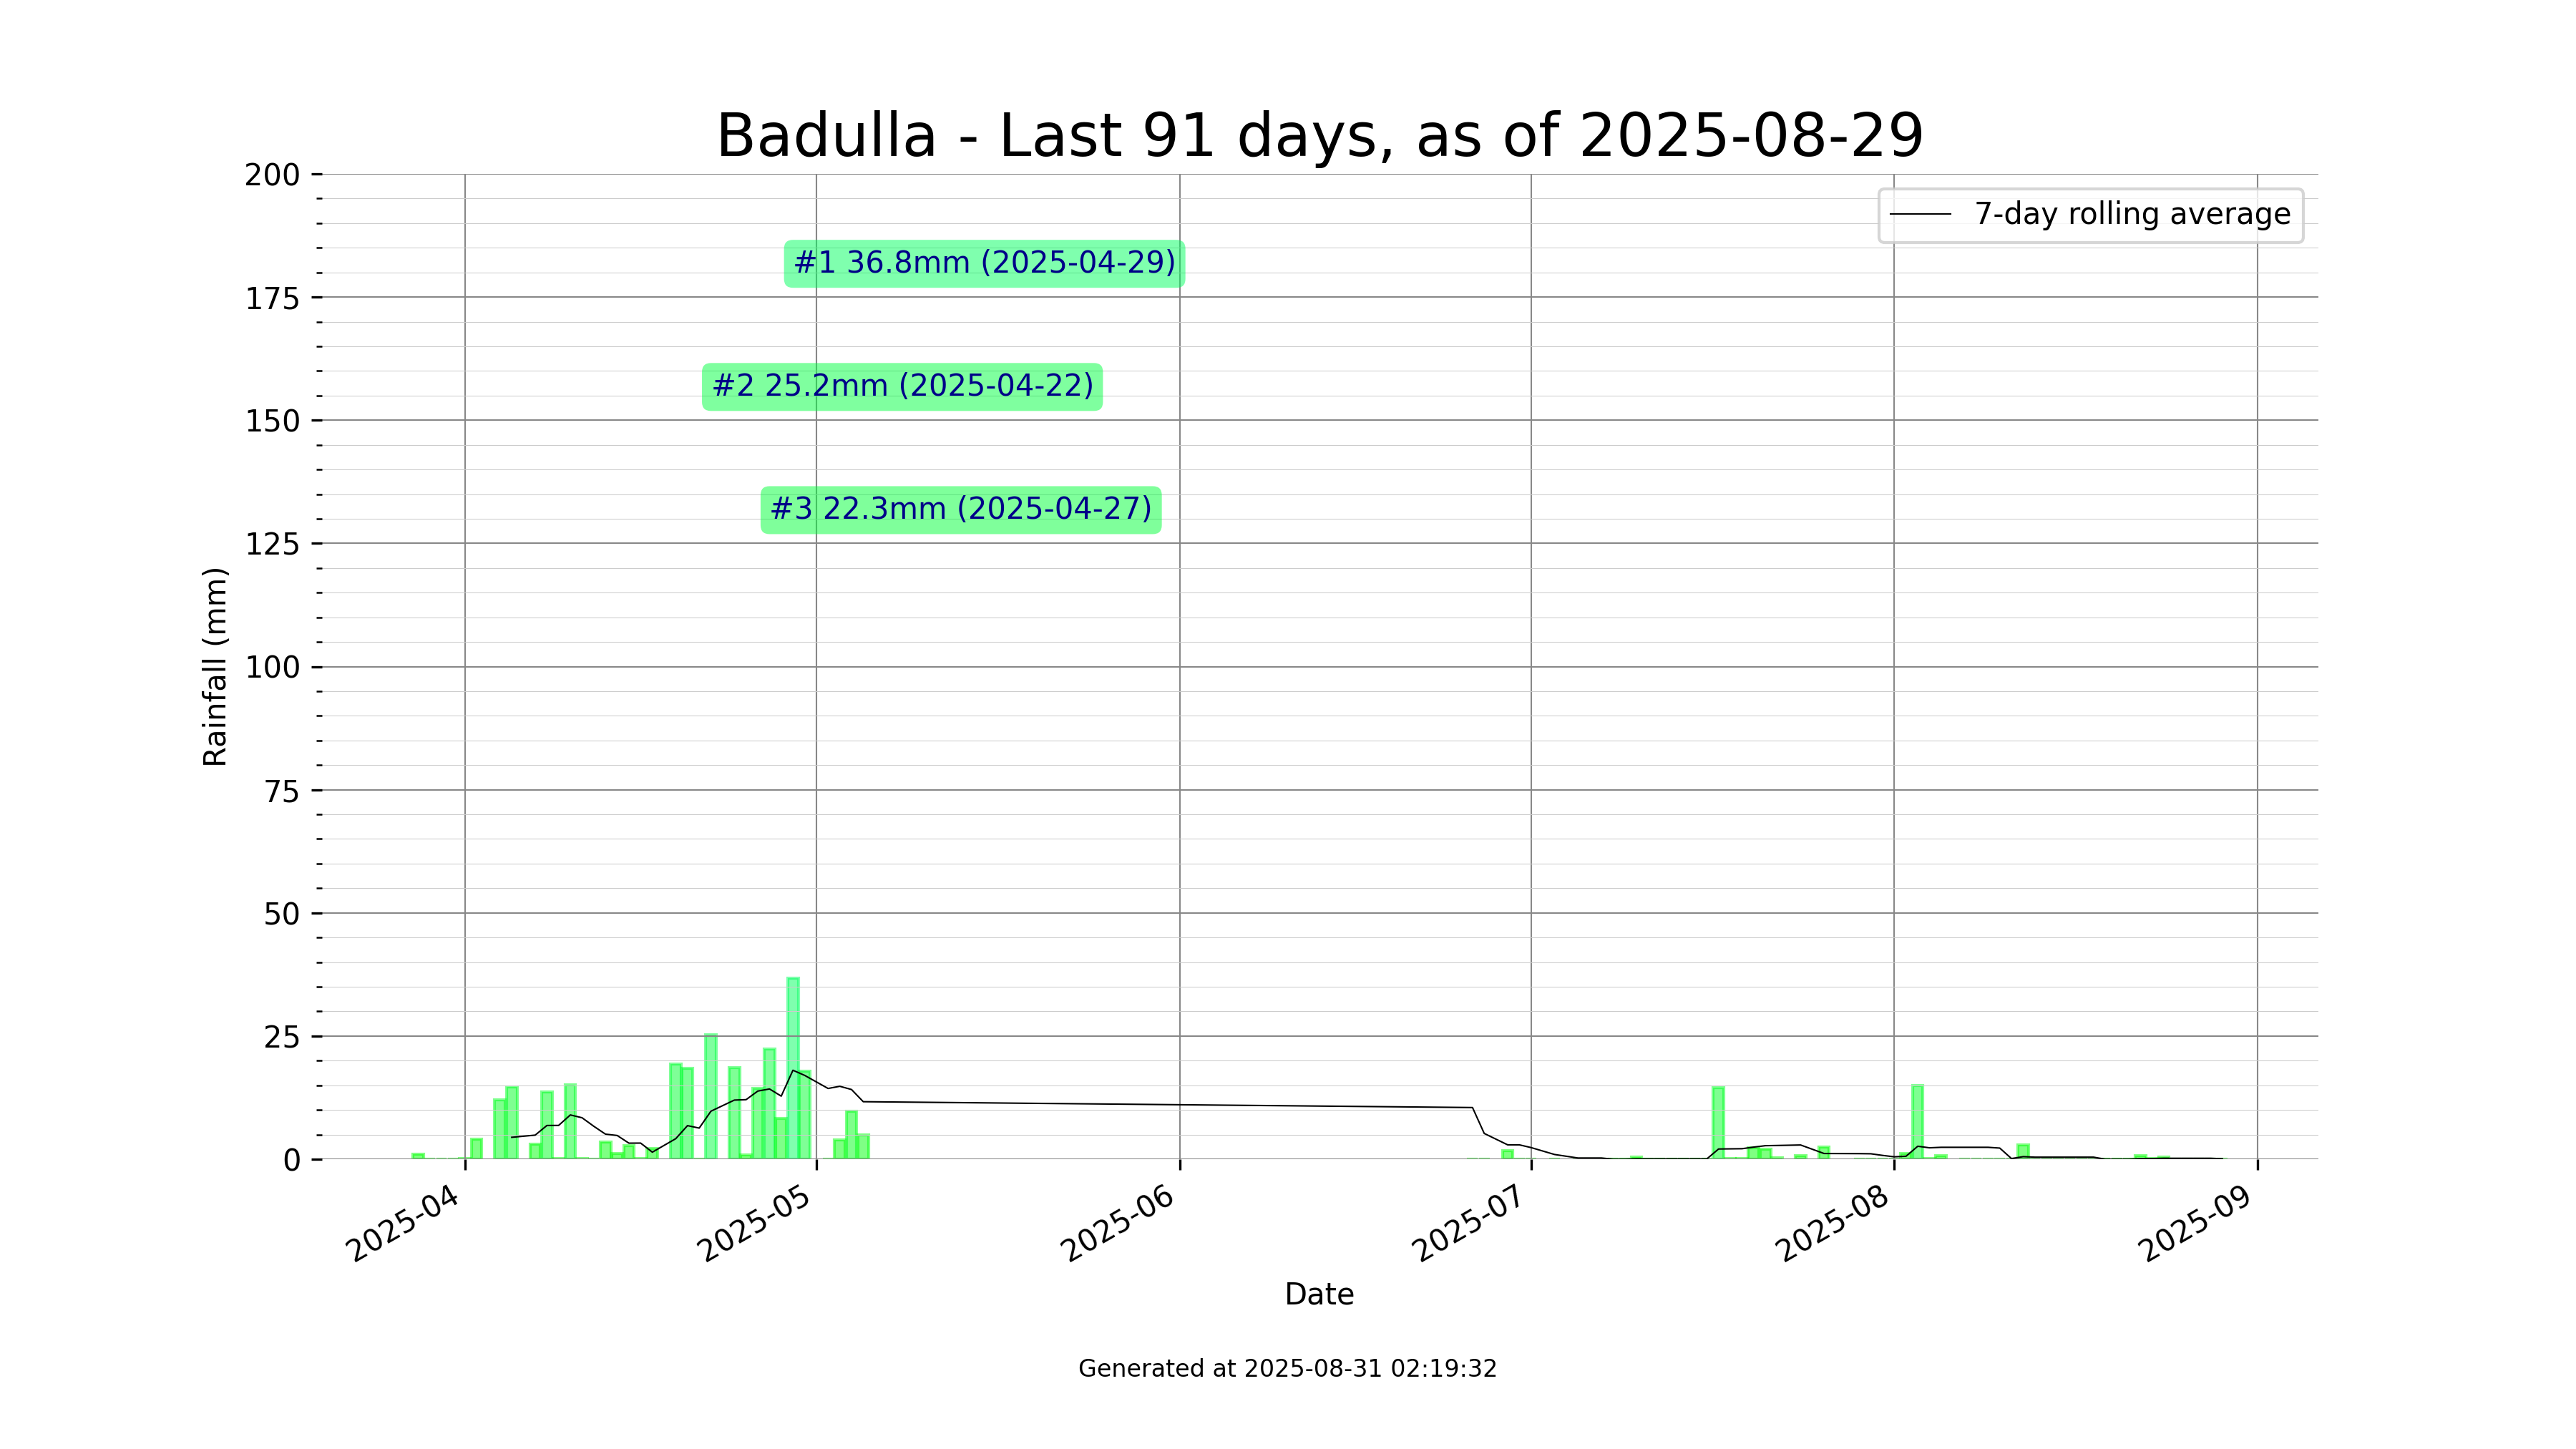 Badulla - Last 91 days, as of 2025-08-29
200
175
150
125
100
75
50
25
0
Rainfall (mm)
7-day rolling average
#1 36.8mm (2025-04-29)
#2 25.2mm (2025-04-22)
#3 22.3mm (2025-04-27)
2025-04
2025-05
2025-06
2025-07
2025-08
2025-09
Date
Generated at 2025-08-31 02:19:32